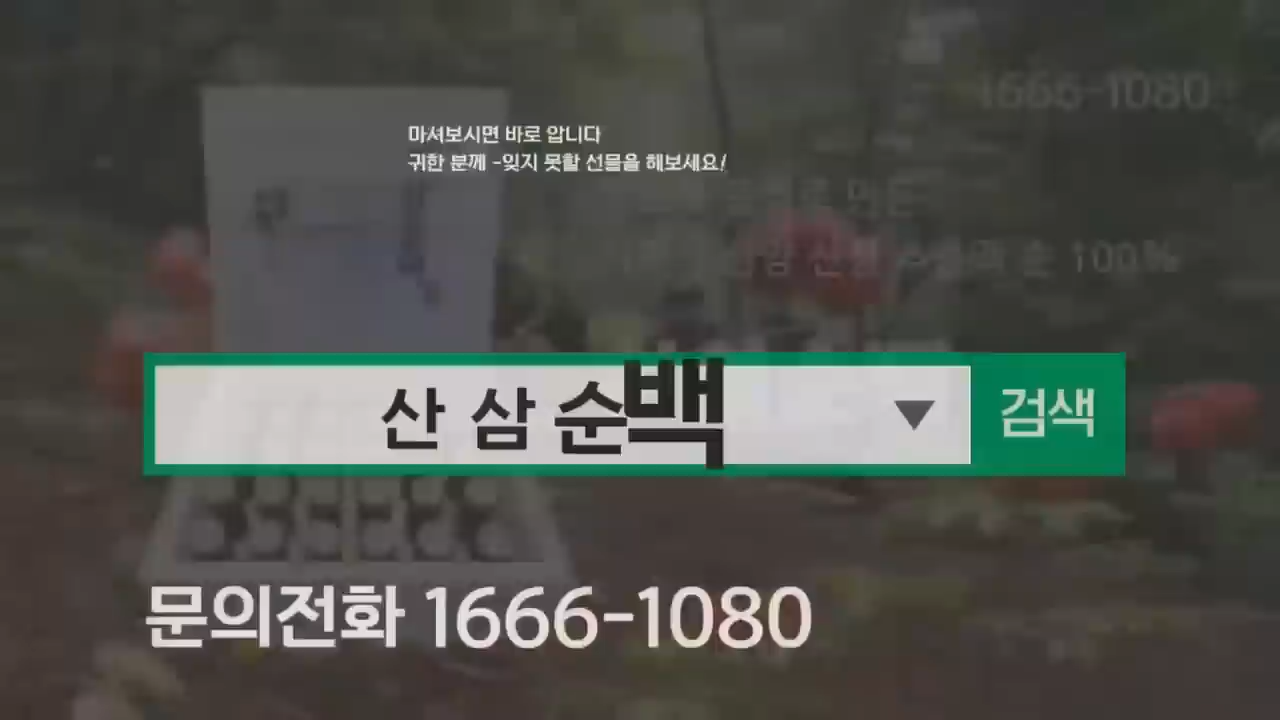 1666-1080
마셔보시면 바로 압니다
귀한 분께 -잊지 못할 선물을 해보세요!
100%
산 삼 순백
검색
문의전화 1666-1080